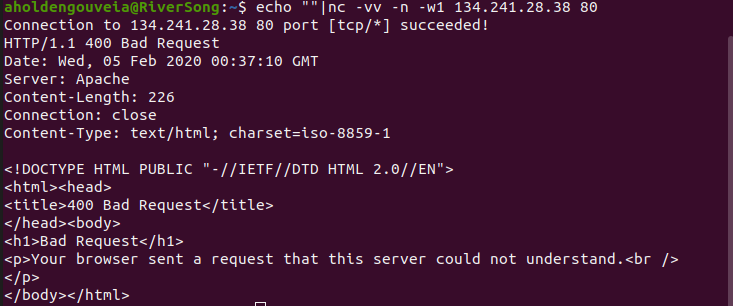 aholdengouveia@RiverSong:~$ echo ""|nc -vv -n -w1 134.241.28.38 80
Connection to 134.241.28.38 80 port [tcp/*] succeeded!
HTTP/1.1 400 Bad Request
Date: Wed, 05 Feb 2020 00:37:10 GMT
Server: Apache
Content-Length: 226
Connection: close
Content-Type: text/html; charset=iso-8859-1

<!DOCTYPE HTML PUBLIC "-//IETF//DTD HTML 2.0//EN">
<html><head>
<title>400 Bad Request</title>
</head><body>
<h1>Bad Request</h1>
<p>Your browser sent a request that this server could not understand.<br />
</p>
</body></html>